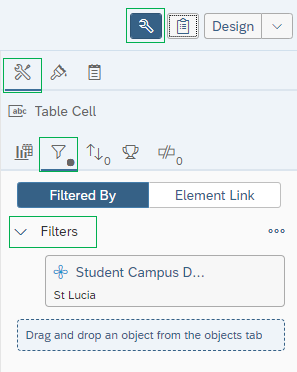 Design
abc Table Cell
0 0
Filtered By Element Link
Filters
Student Campus D...
St Lucia
Drag and drop an object from the objects tab